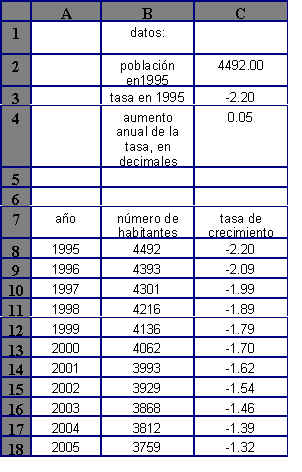 A B C
1 datos:
2 población 4492.00
en1995
3 tasa en 1995 -2.20
4 aumento 0.05
anual de la
tasa, en
decimales
5
6
7 año número de tasa de
habitantes crecimiento
8 1995 4492 -2.20
9 1996 4393 -2.09
10 1997 4301 -1.99
11 1998 4216 -1.89
12 1999 4136 -1.79
13 2000 4062 -1.70
14 2001 3993 -1.62
15 2002 3929 -1.54
16 2003 3868 -1.46
17 2004 3812 -1.39
18 2005 3759 -1.32